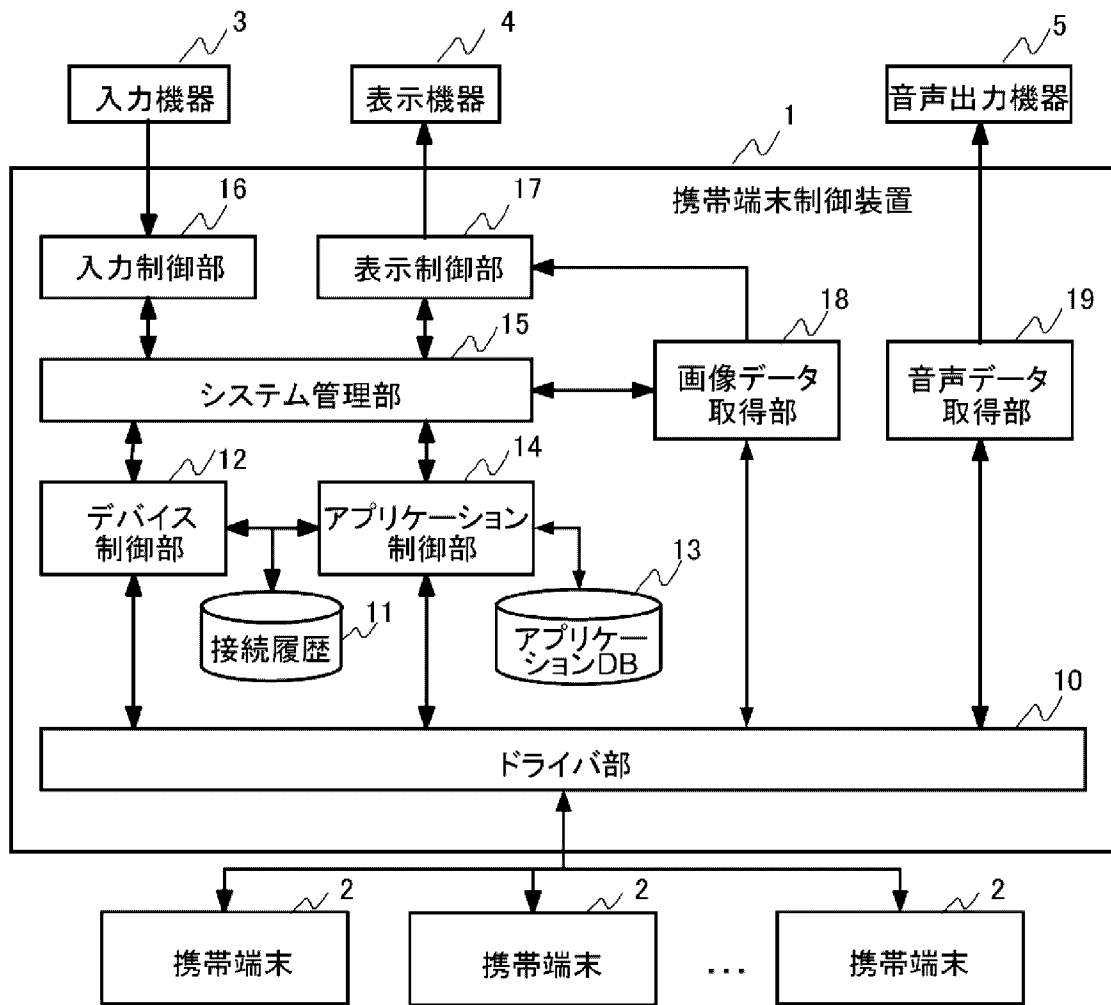 3
4
5
入力機器
表示機器
音声出力機器
1
携帯端末制御装置
16
17
入力制御部
表示制御部
15
18
19
システム管理部
画像データ
取得部
音声データ
取得部
12
14
デバイス
制御部
アプリケーション
制御部
13
11
接続履歴
アプリケー
ションDB
10
ドライバ部
2
2
2
携帯端末
携帯端末
...
携帯端末